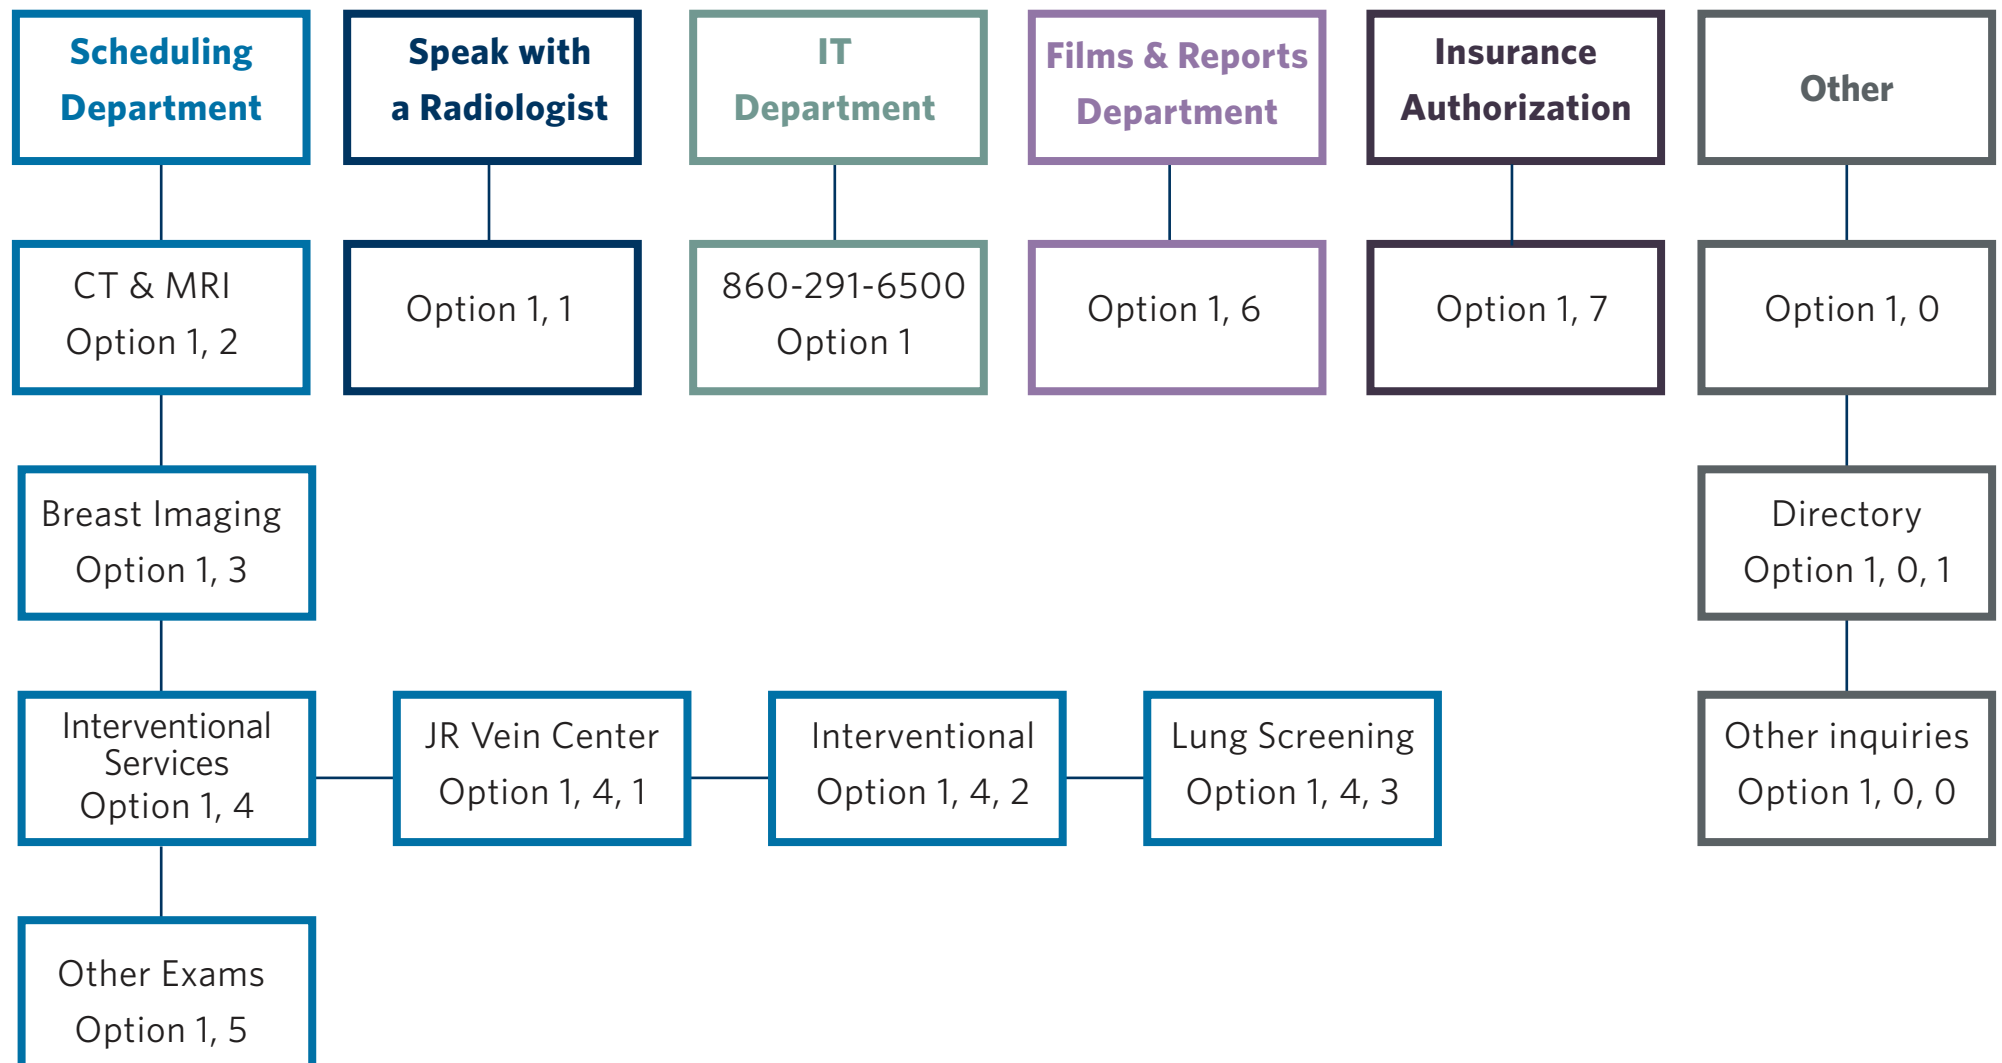 Scheduling
Department
Speak with
a Radiologist
IT
Department
Films & Reports
Department
Insurance
Authorization
Other
CT & MRI
Option 1, 2
Option 1, 1
860-291-6500
Option 1
Option 1, 6
Option 1, 7
Option 1, 0
Breast Imaging
Option 1, 3
Directory
Option 1, 0, 1
Interventional
Services
Option 1, 4
JR Vein Center
Option 1, 4, 1
Interventional
Option 1, 4, 2
Lung Screening
Option 1, 4, 3
Other inquiries
Option 1, 0, 0
Other Exams
Option 1, 5